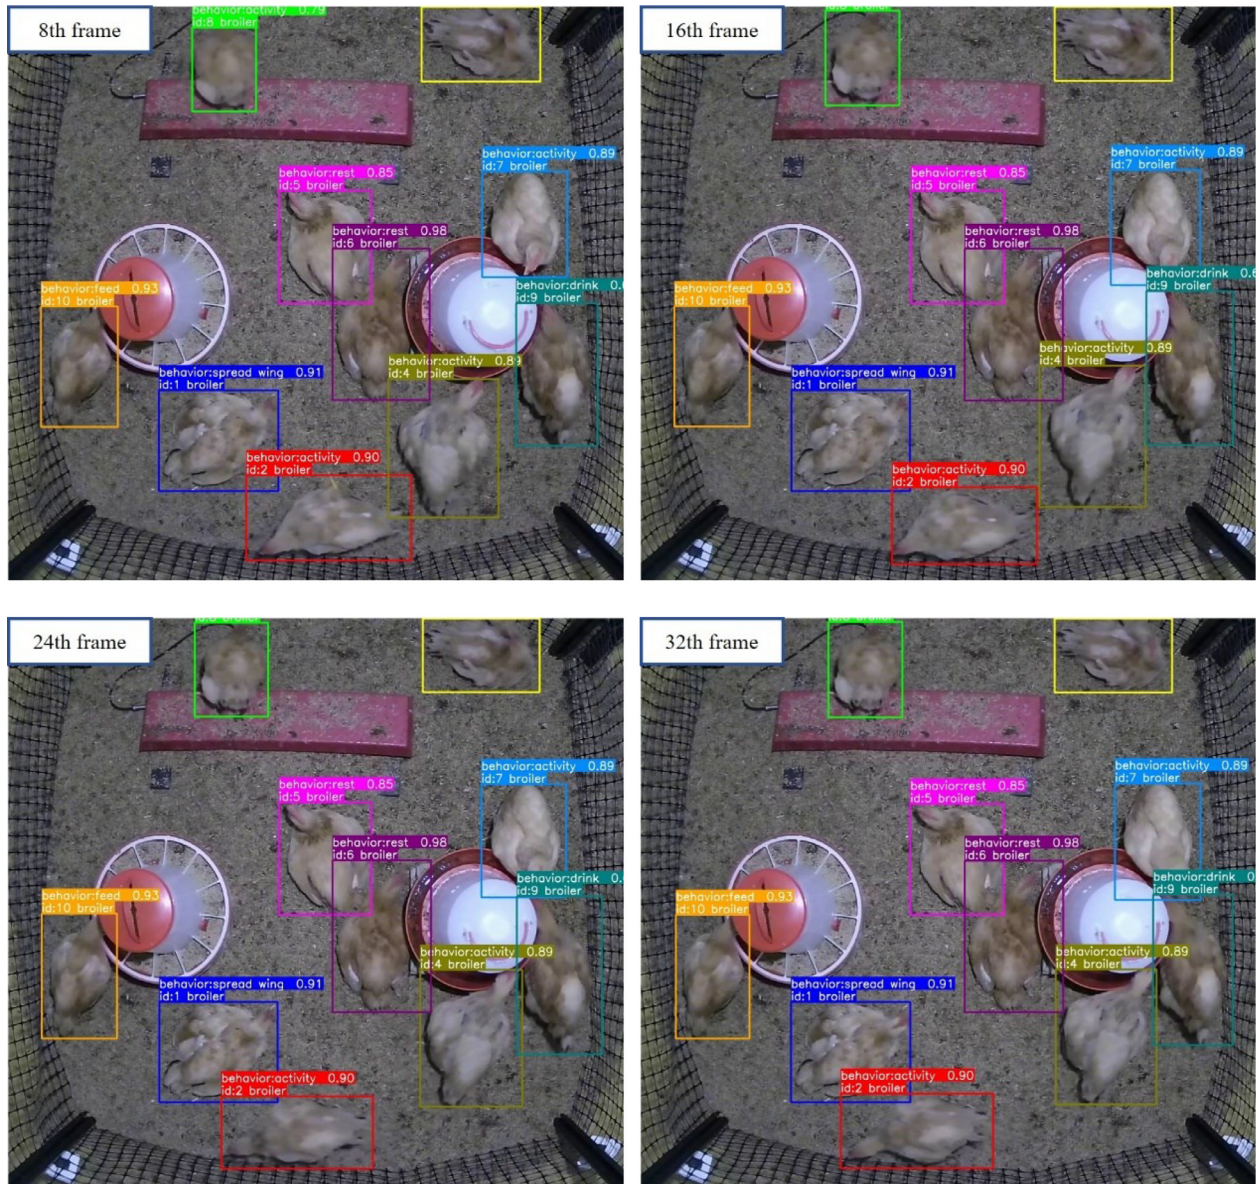 8th frame
behavior:activity 0.79
id:8 broiler
behavior:activity 0.89
id:7 broiler
behavior:rest 0.85
id:5 broiler
behavior:rest 0.98
id:6 broiler
behavior:drink 0.
id:9 broiler
behavior:feed 0.93
id:10 broiler
behavior:activity 0.89
id:4 broiler
behavior:spread wing 0.91
id:1 broiler
behavior:activity 0.90
id:2 broiler
16th frame
behavior:activity 0.89
id:7 broiler
behavior:rest 0.85
id:5 broiler
behavior:rest 0.98
id:6 broiler
behavior:drink 0.
id:9 broiler
behavior:feed 0.93
id:10 broiler
behavior:activity 0.89
id:4 broiler
behavior:spread wing 0.91
id:1 broiler
behavior:activity 0.90
id:2 broiler
24th frame
behavior:activity 0.89
id:7 broiler
behavior:rest 0.85
id:5 broiler
behavior:rest 0.98
id:6 broiler
behavior:drink 0.
id:9 broiler
behavior:feed 0.93
id:10 broiler
behavior:activity 0.89
id:4 broiler
behavior:spread wing 0.91
id:1 broiler
behavior:activity 0.90
id:2 broiler
32th frame
behavior:activity 0.89
id:7 broiler
behavior:rest 0.85
id:5 broiler
behavior:rest 0.98
id:6 broiler
behavior:drink 0.
id:9 broiler
behavior:feed 0.93
id:10 broiler
behavior:activity 0.89
id:4 broiler
behavior:spread wing 0.91
id:1 broiler
behavior:activity 0.90
id:2 broiler